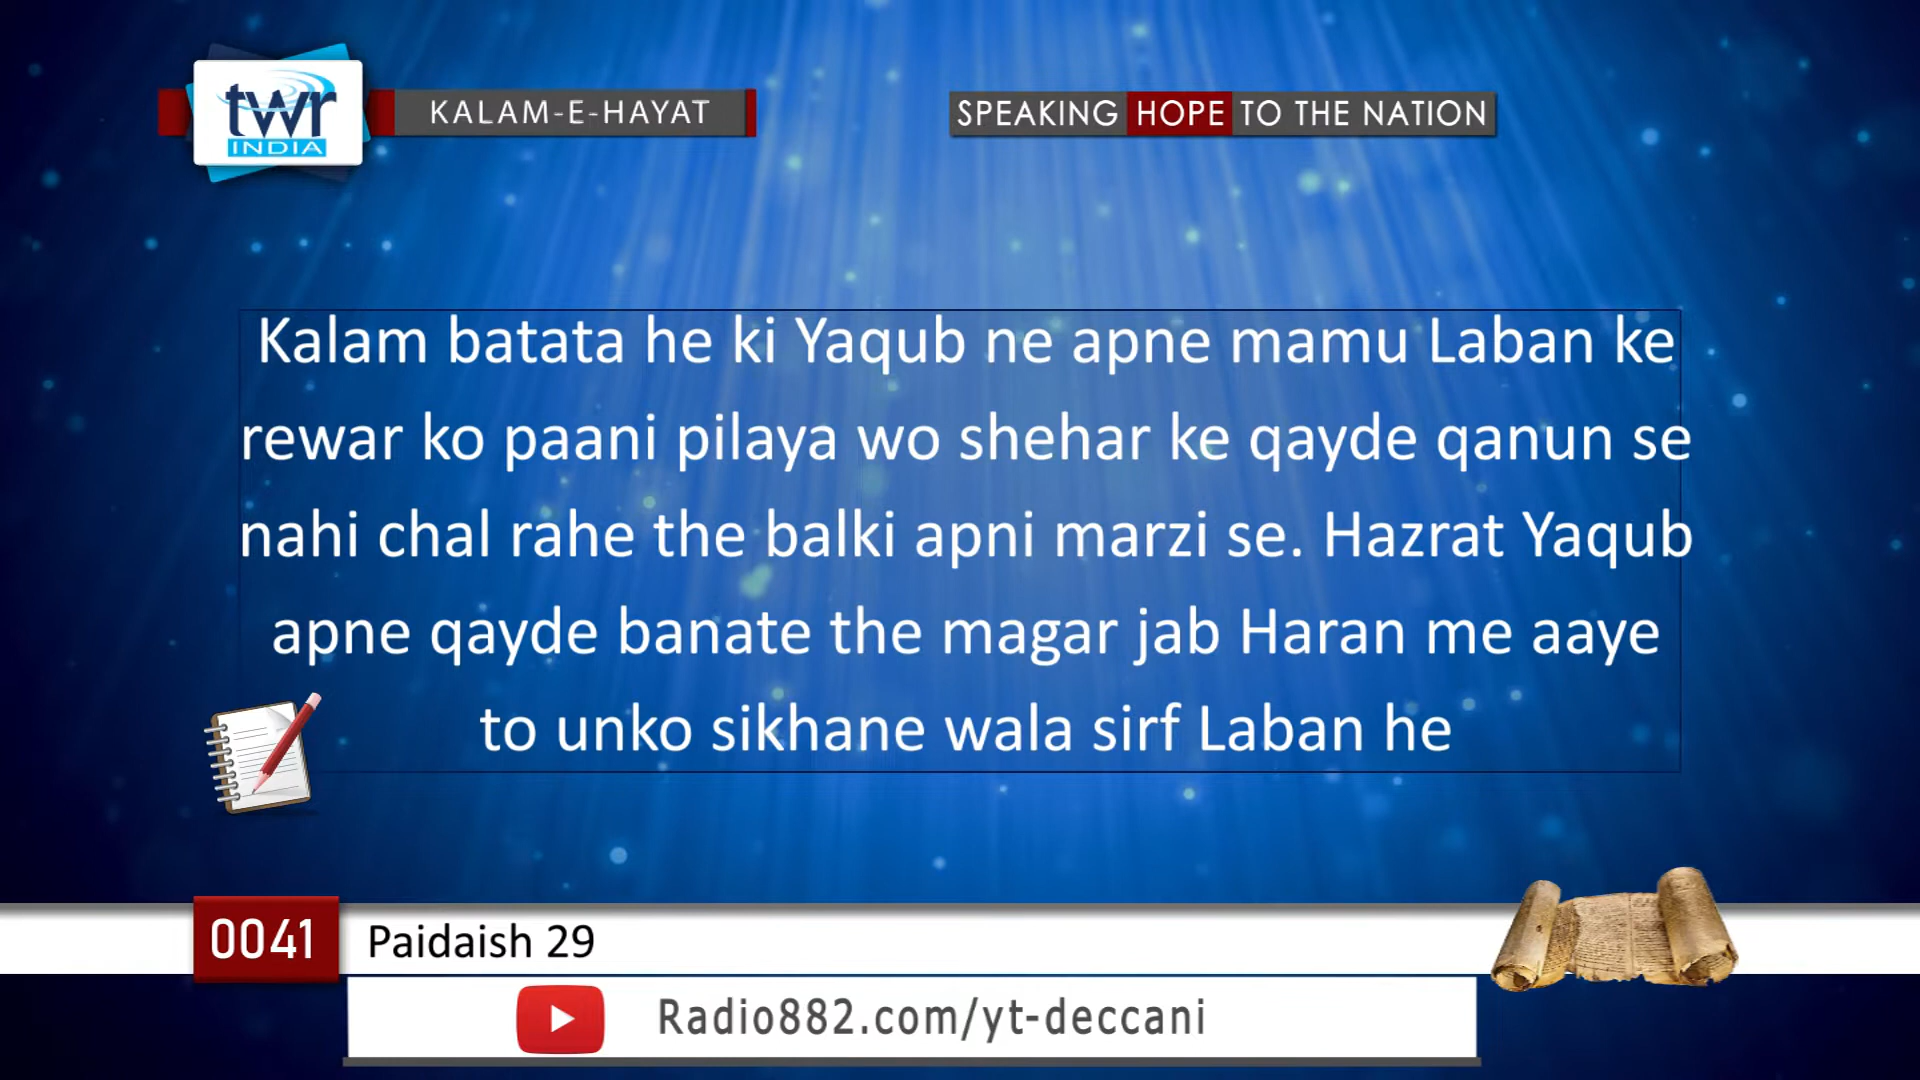 twr
INDIA
KALAM-E-HAYAT
SPEAKING HOPE TO THE NATION
Kalam batata he ki Yaqub ne apne mamu Laban ke
rewar ko paani pilaya wo shehar ke qayde qanun se
nahi chal rahe the balki apni marzi se. Hazrat Yaqub
apne qayde banate the magar jab Haran me aaye
to unko sikhane wala sirf Laban he
0041
Paidaish 29
Radio882.com/yt-deccani